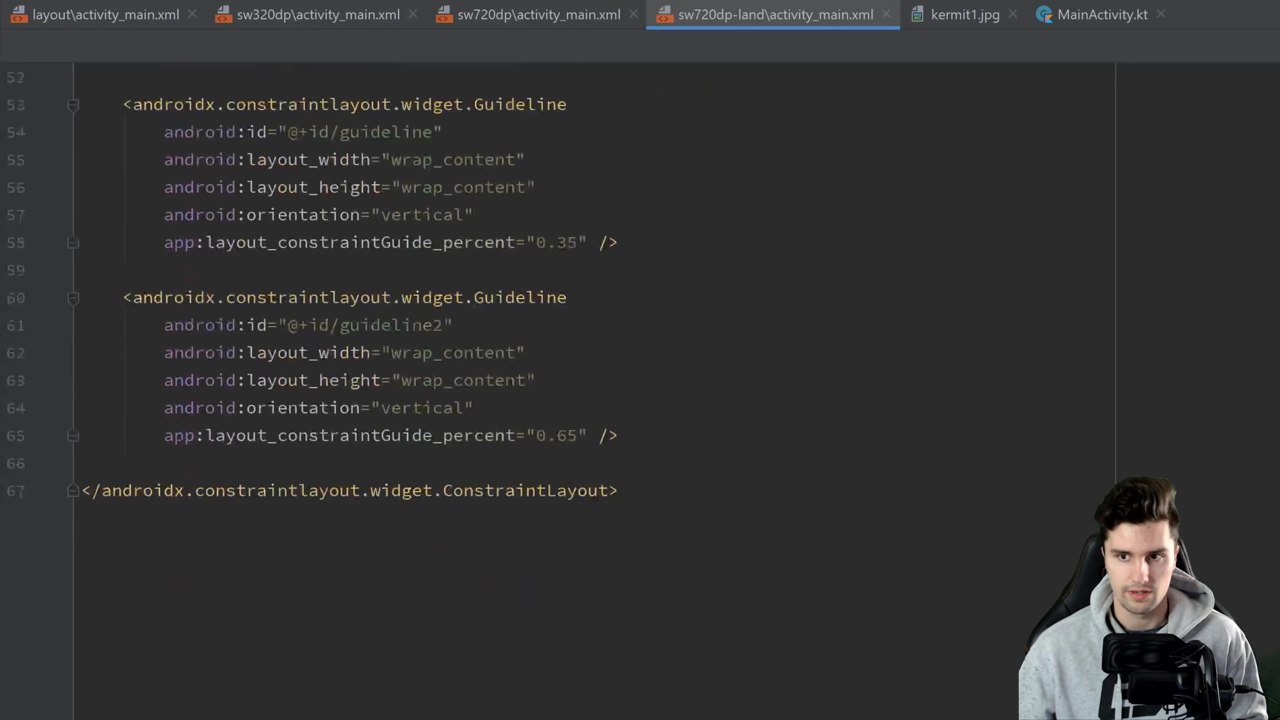 layout\activity_main.xml sw320dp\activity_main.xml sw720dp\activity_main.xml sw720dp-land\activity_main.xml kermit1.jpg MainActivity.kt
52
53 <androidx.constraintlayout.widget.Guideline
54 android:id="@+id/guideline"
55 android:layout_width="wrap_content"
56 android:layout_height="wrap_content"
57 android:orientation="vertical"
58 app:layout_constraintGuide_percent="0.35" />
59
60 <androidx.constraintlayout.widget.Guideline
61 android:id="@+id/guideline2"
62 android:layout_width="wrap_content"
63 android:layout_height="wrap_content"
64 android:orientation="vertical"
65 app:layout_constraintGuide_percent="0.65" />
66
67 </androidx.constraintlayout.widget.ConstraintLayout>